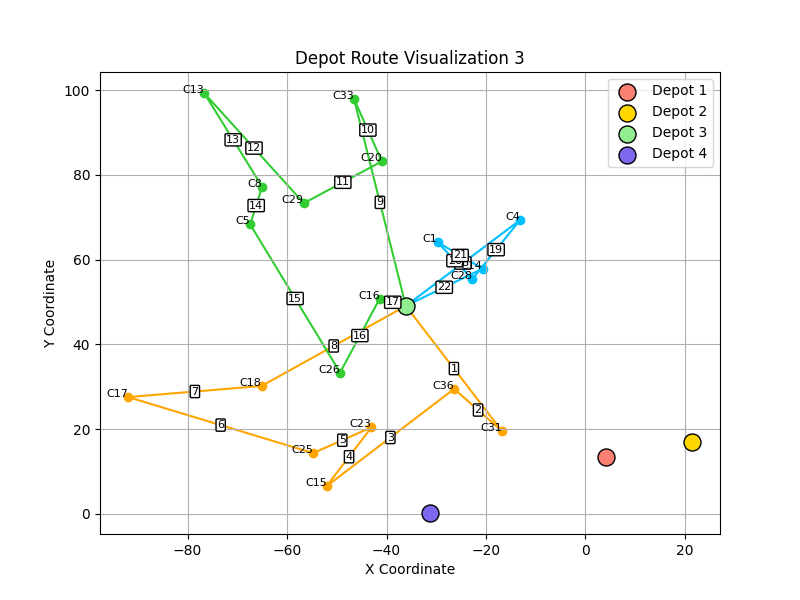 Depot Route Visualization 3
Depot 1
Depot 2
Depot 3
Depot 4
Y Coordinate
100
80
60
40
20
0
−80
−60
−40
−20
0
20
X Coordinate
C13
C33
13
12
10
C20
C8
11
14
C29
9
C5
C4
C1
19
21
C28
22
15
C16
17
16
8
C26
1
C18
C36
7
C17
2
6
C23
C31
5
3
C25
4
C15